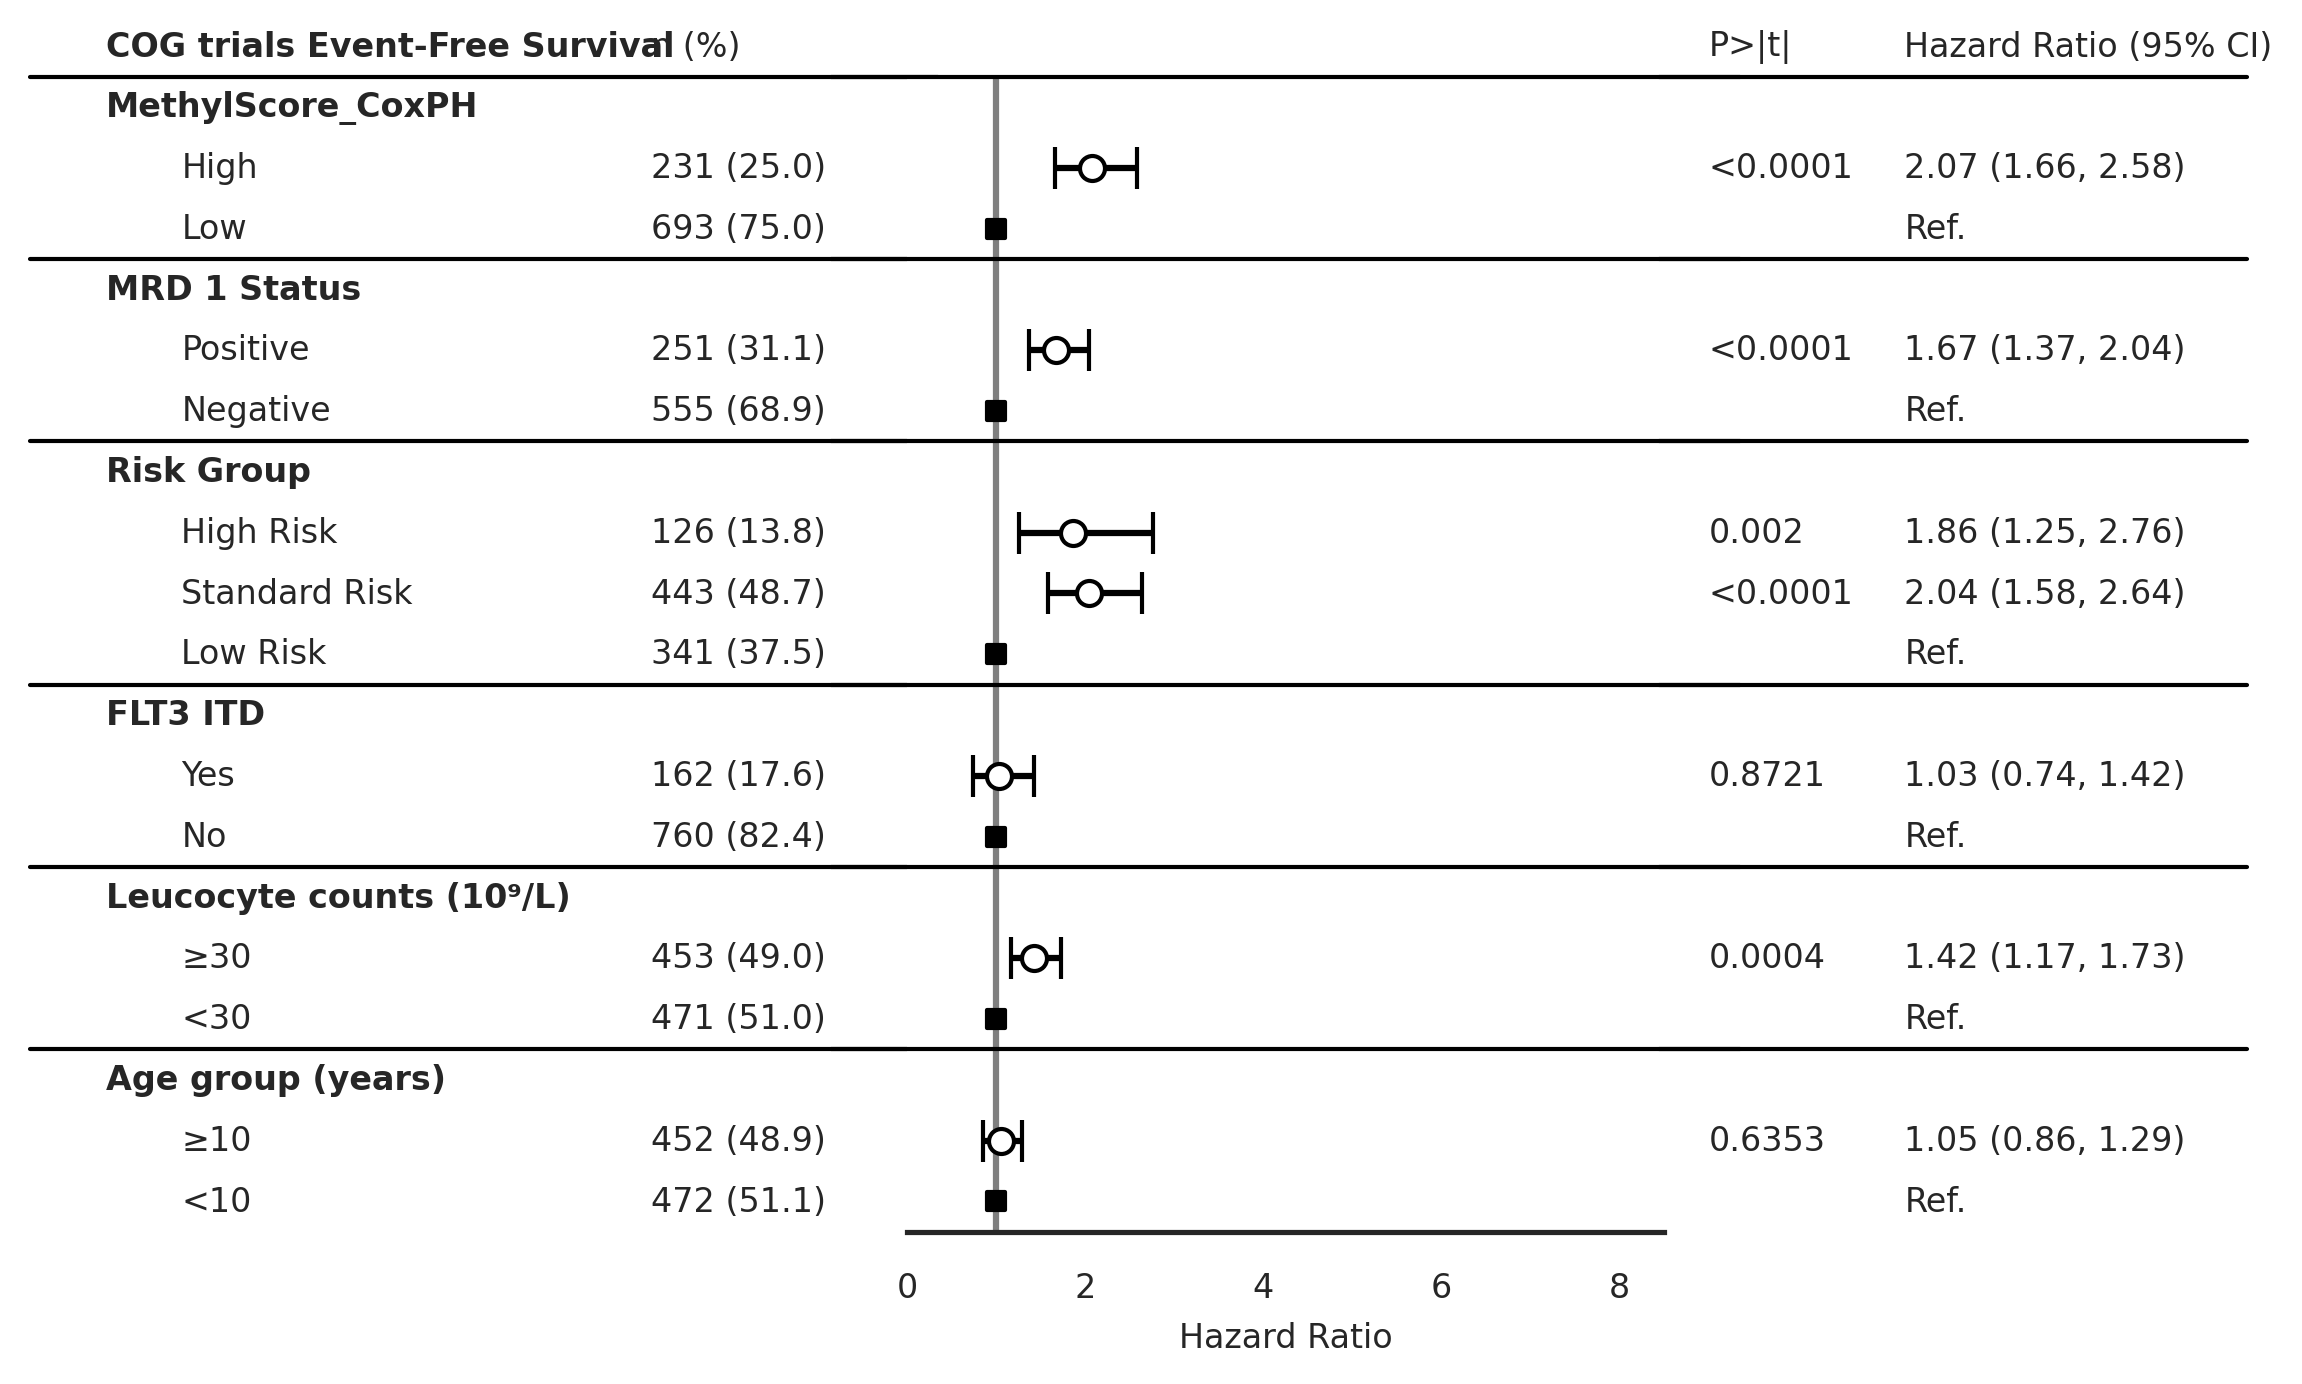 COG trials Event-Free Survival n (%) P>|t| Hazard Ratio (95% CI)
MethylScore_CoxPH
High 231 (25.0) <0.0001 2.07 (1.66, 2.58)
Low 693 (75.0) Ref.
MRD 1 Status
Positive 251 (31.1) <0.0001 1.67 (1.37, 2.04)
Negative 555 (68.9) Ref.
Risk Group
High Risk 126 (13.8) 0.002 1.86 (1.25, 2.76)
Standard Risk 443 (48.7) <0.0001 2.04 (1.58, 2.64)
Low Risk 341 (37.5) Ref.
FLT3 ITD
Yes 162 (17.6) 0.8721 1.03 (0.74, 1.42)
No 760 (82.4) Ref.
Leucocyte counts (10⁹/L)
≥30 453 (49.0) 0.0004 1.42 (1.17, 1.73)
<30 471 (51.0) Ref.
Age group (years)
≥10 452 (48.9) 0.6353 1.05 (0.86, 1.29)
<10 472 (51.1) Ref.
0 2 4 6 8
Hazard Ratio